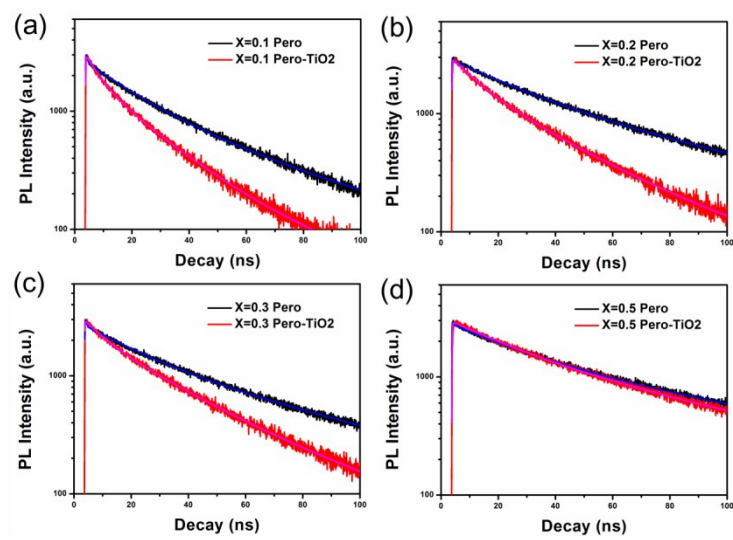 (a)
X=0.1 Pero
X=0.1 Pero-TiO2
PL Intensity (a.u.)
1000
100
0 20 40 60 80 100
Decay (ns)
(b)
X=0.2 Pero
X=0.2 Pero-TiO2
PL Intensity (a.u.)
1000
100
0 20 40 60 80 100
Decay (ns)
(c)
X=0.3 Pero
X=0.3 Pero-TiO2
PL Intensity (a.u.)
1000
100
0 20 40 60 80 100
Decay (ns)
(d)
X=0.5 Pero
X=0.5 Pero-TiO2
PL Intensity (a.u.)
1000
100
0 20 40 60 80 100
Decay (ns)